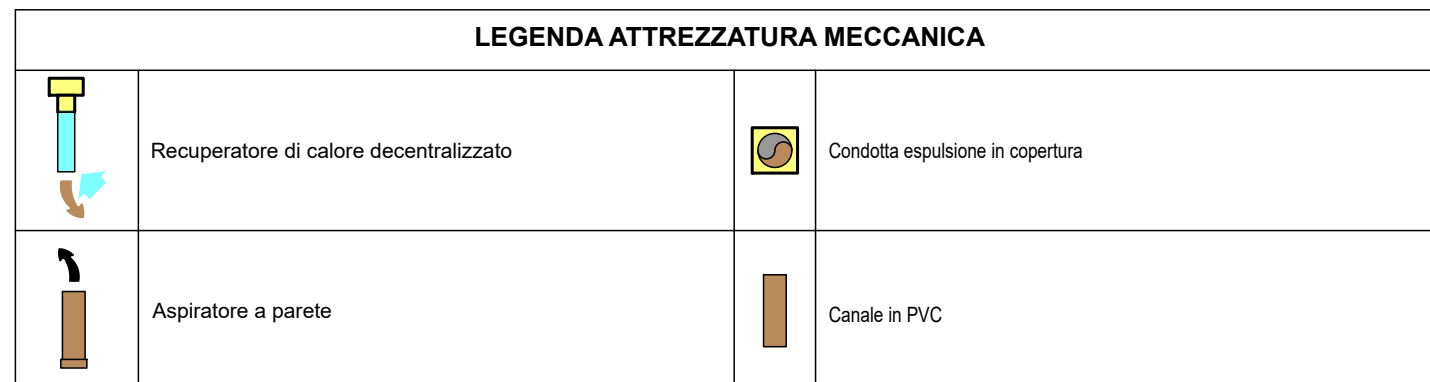 LEGENDA ATTREZZATURA MECCANICA
Recuperatore di calore decentralizzato
Condotta espulsione in copertura
Aspiratore a parete
Canale in PVC